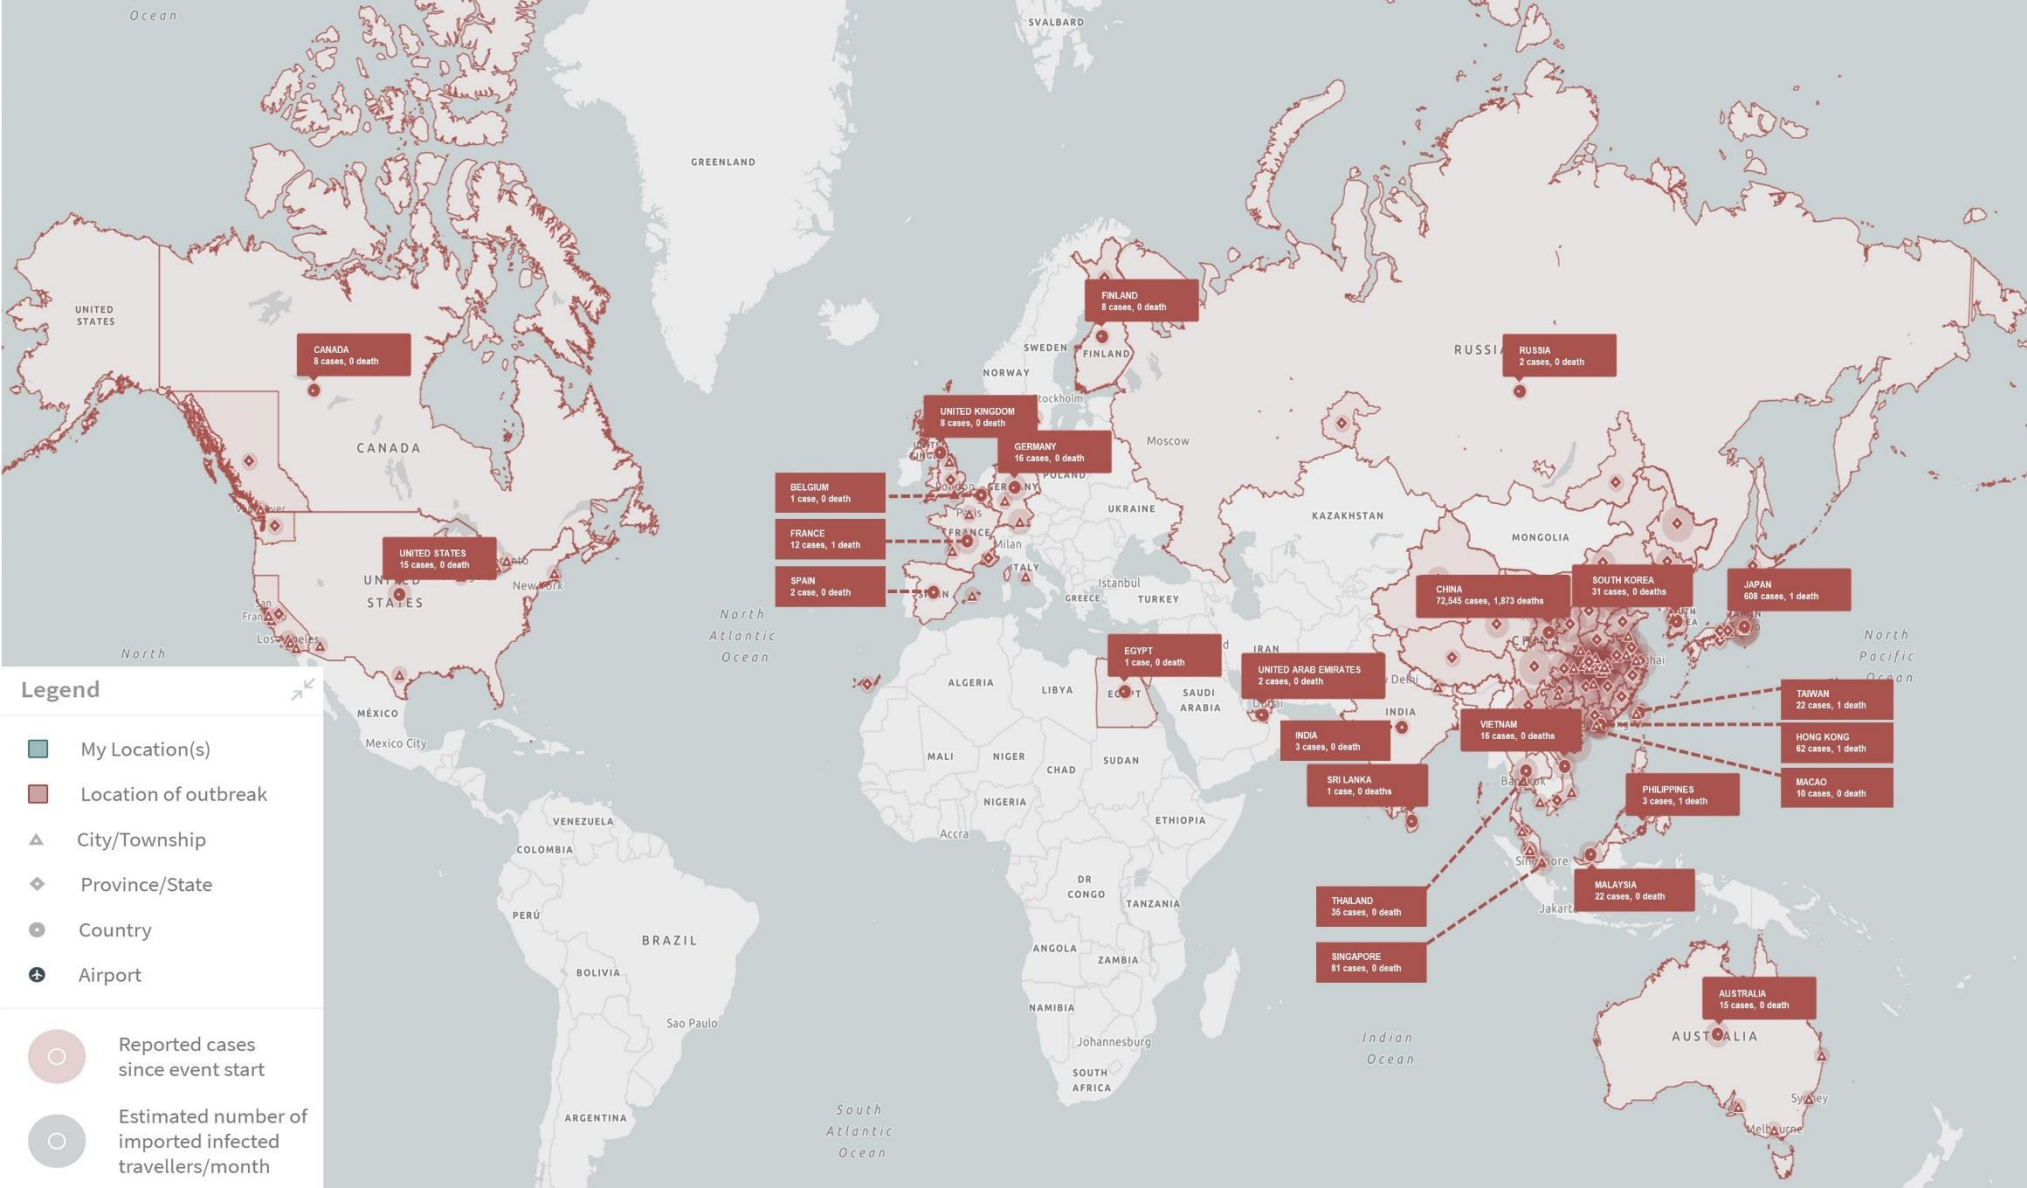 Ocean
SVALBARD
GREENLAND
UNITED
STATES
CANADA
8 cases, 0 death
FINLAND
8 cases, 0 death
SWEDEN
FINLAND
NORWAY
RUSSIA
2 cases, 0 death
UNITED KINGDOM
8 cases, 0 death
GERMANY
16 cases, 0 death
Moscow
CANADA
POLAND
BELGIUM
1 case, 0 death
UKRAINE
KAZAKHSTAN
FRANCE
12 cases, 1 death
FRANCE
Milan
MONGOLIA
UNITED STATES
15 cases, 0 death
New York
ITALY
SPAIN
2 case, 0 death
Istanbul
GREECE
TURKEY
CHINA
72,545 cases, 1,873 deaths
SOUTH KOREA
31 cases, 0 deaths
JAPAN
608 cases, 1 death
UNITED
STATES
San
Los Angeles
North
Atlantic
Ocean
North
Pacific
Ocean
EGYPT
1 case, 0 death
IRAN
UNITED ARAB EMIRATES
2 cases, 0 death
North
ALGERIA
LIBYA
EGYPT
SAUDI
ARABIA
Dubai
INDIA
TAIWAN
22 cases, 1 death
MÉXICO
Mexico City
INDIA
3 cases, 0 death
VIETNAM
16 cases, 0 deaths
HONG KONG
62 cases, 1 death
MALI
NIGER
CHAD
SUDAN
SRI LANKA
1 case, 0 deaths
Bangkok
PHILIPPINES
3 cases, 1 death
MACAO
10 cases, 0 death
NIGERIA
VENEZUELA
COLOMBIA
Accra
ETHIOPIA
Singapore
DR
CONGO
TANZANIA
THAILAND
35 cases, 0 death
MALAYSIA
22 cases, 0 death
Jakarta
PERÚ
BRAZIL
BOLIVIA
ANGOLA
ZAMBIA
SINGAPORE
81 cases, 0 death
NAMIBIA
AUSTRALIA
15 cases, 0 death
Sao Paulo
Johannesburg
SOUTH
AFRICA
Indian
Ocean
AUSTRALIA
ARGENTINA
South
Atlantic
Ocean
Sydney
Melbourne
Legend
My Location(s)
Location of outbreak
City/Township
Province/State
Country
Airport
Reported cases
since event start
Estimated number of
imported infected
travellers/month